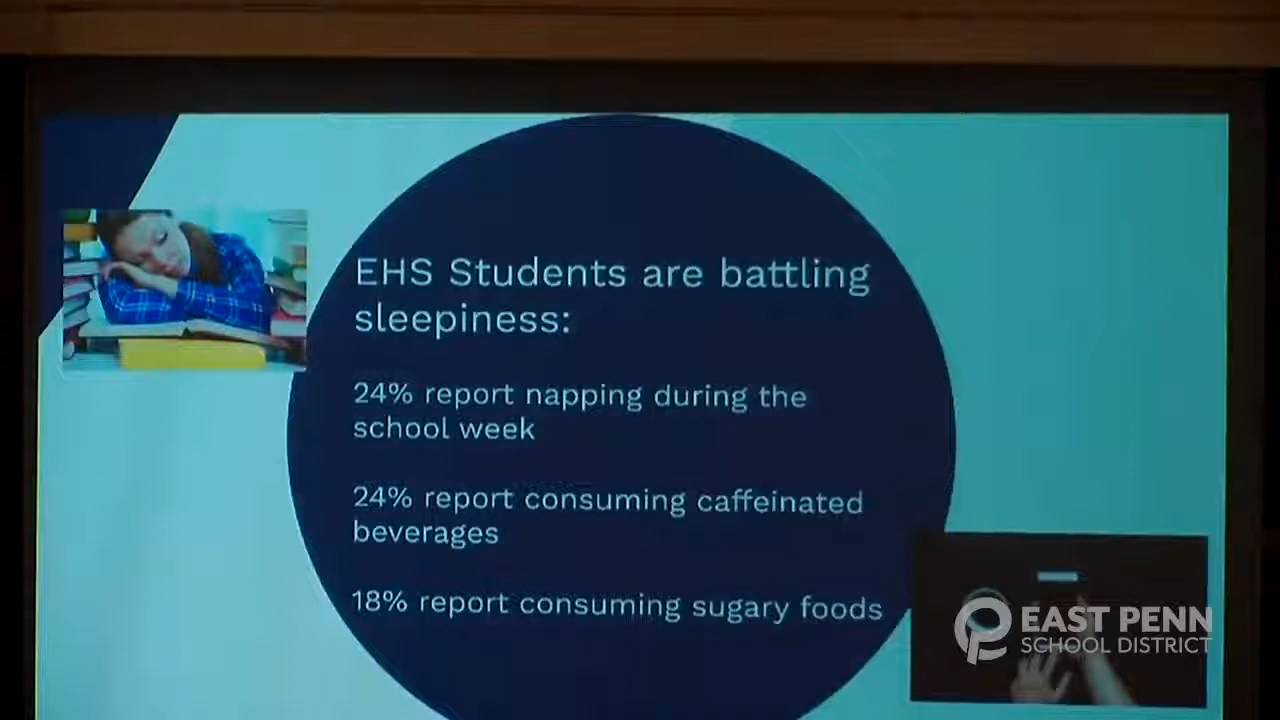 EHS Students are battling
sleepiness:
24% report napping during the
school week
24% report consuming caffeinated
beverages
18% report consuming sugary foods
EAST PENN
SCHOOL DISTRICT